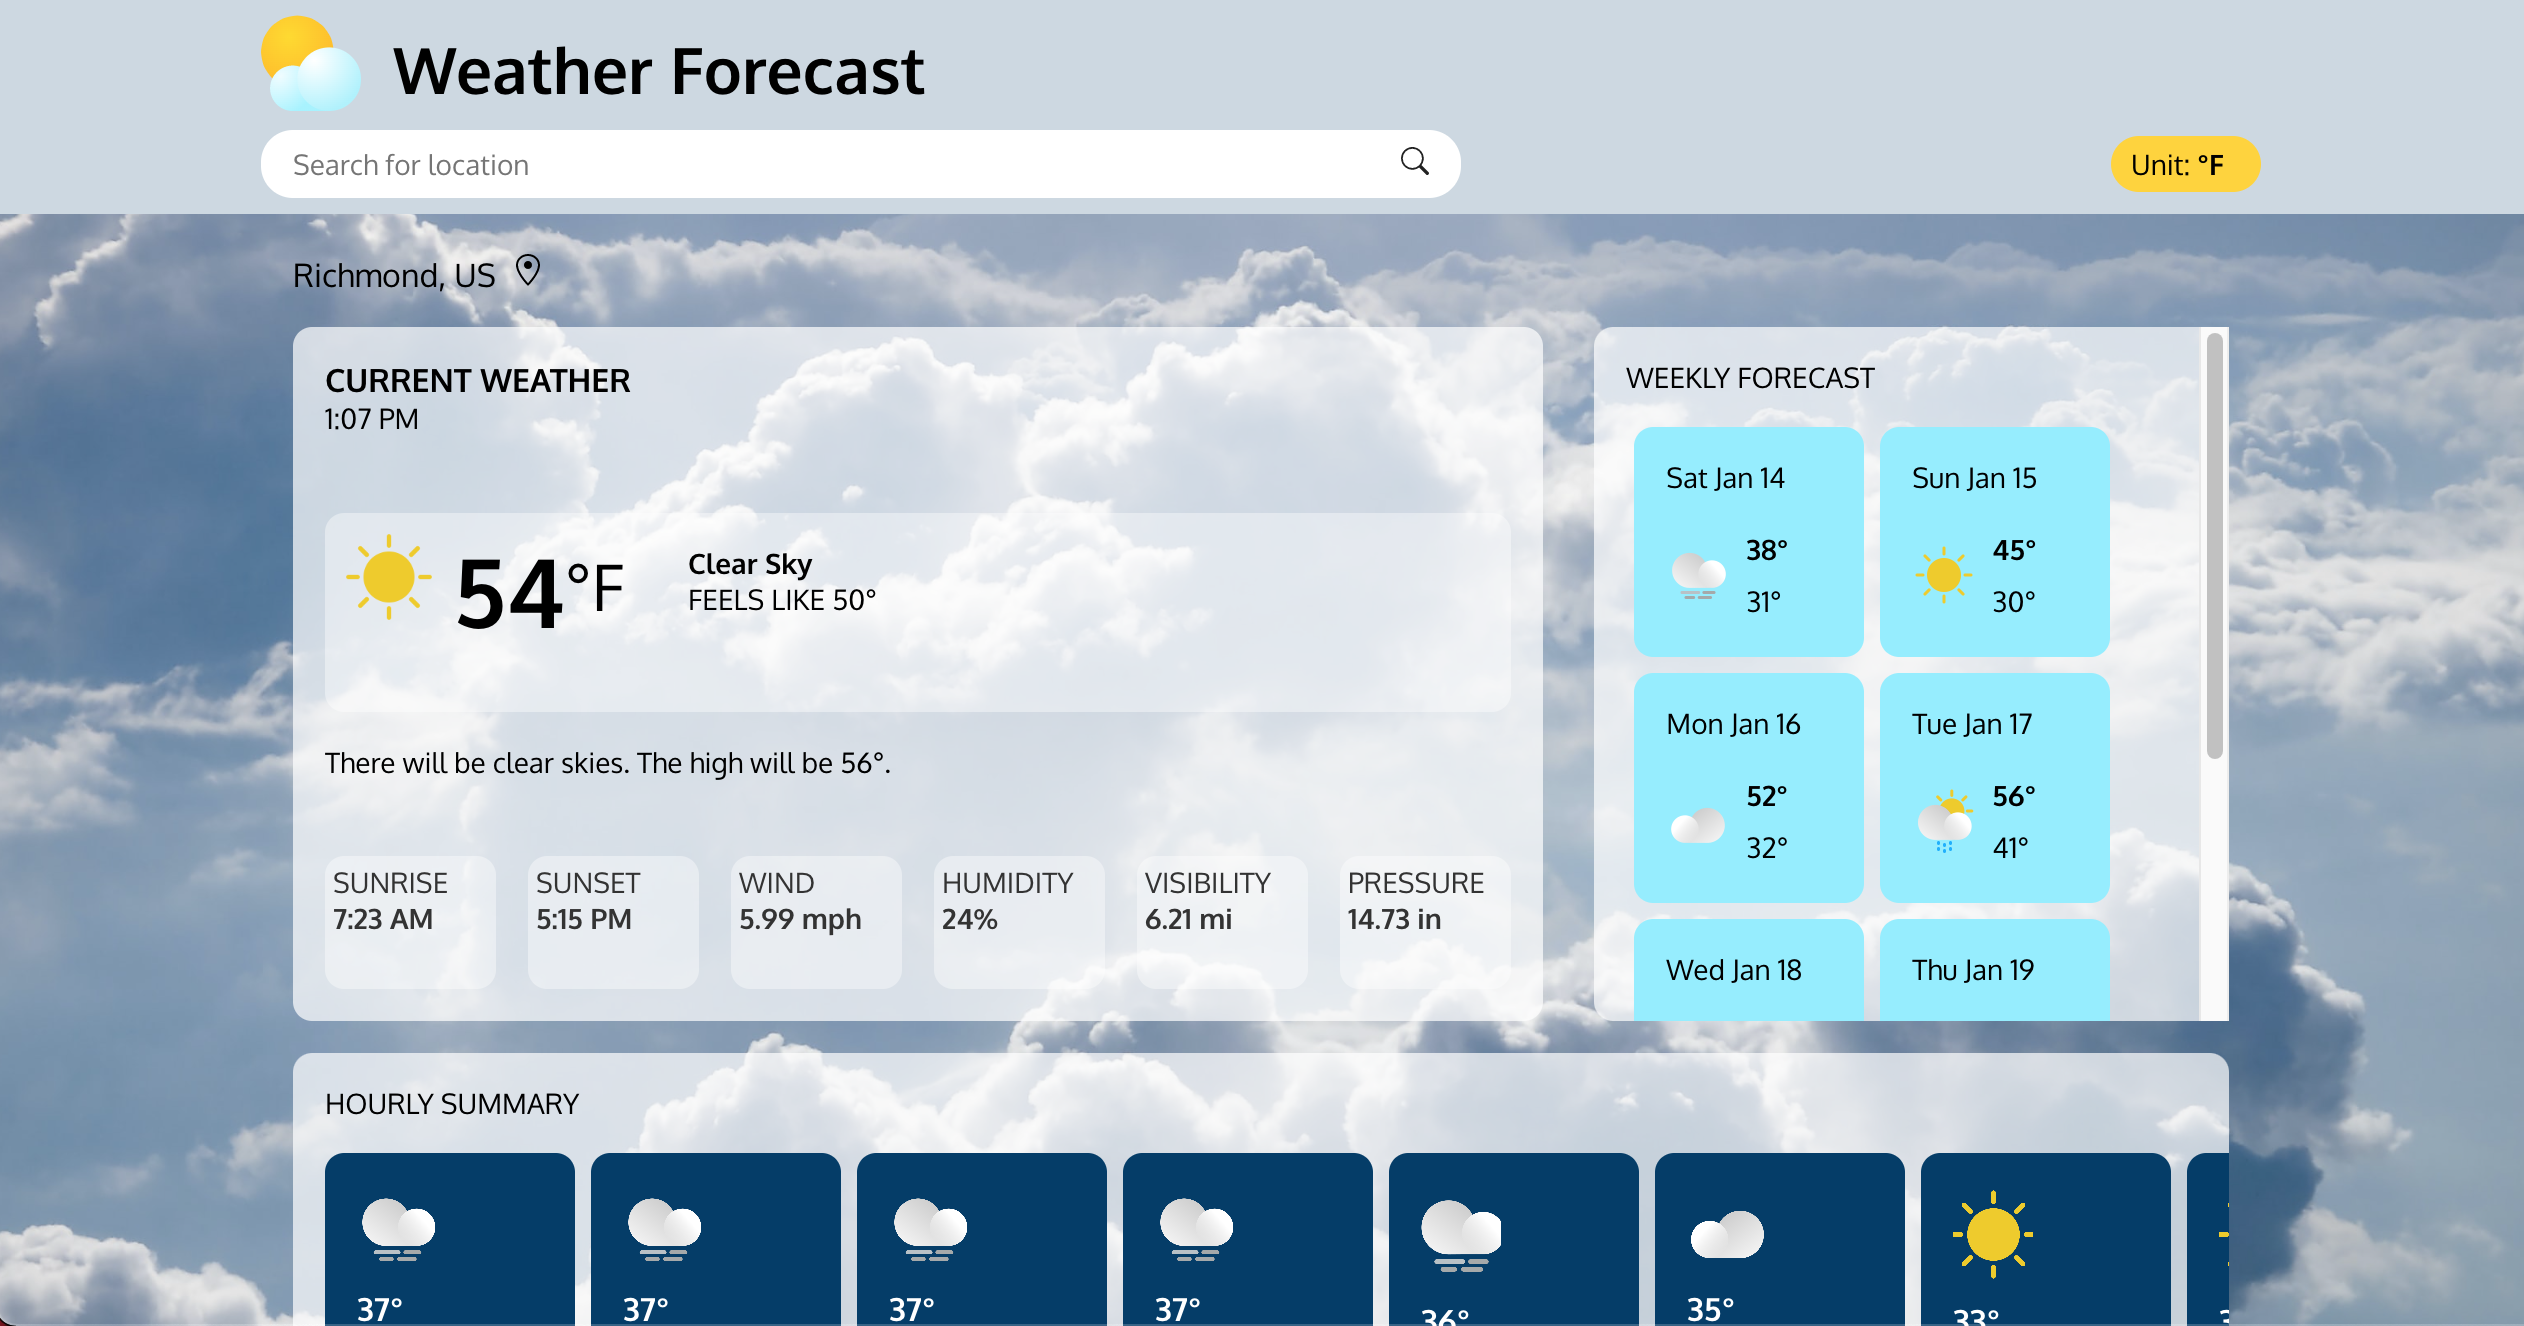 Weather Forecast
Search for location
Unit: °F
Richmond, US
CURRENT WEATHER
1:07 PM
54°F
Clear Sky
FEELS LIKE 50°
There will be clear skies. The high will be 56°.
SUNRISE
7:23 AM
SUNSET
5:15 PM
WIND
5.99 mph
HUMIDITY
24%
VISIBILITY
6.21 mi
PRESSURE
14.73 in
WEEKLY FORECAST
Sat Jan 14
38°
31°
Sun Jan 15
45°
30°
Mon Jan 16
52°
32°
Tue Jan 17
56°
41°
Wed Jan 18
Thu Jan 19
HOURLY SUMMARY
37°
37°
37°
37°
36°
35°
33°